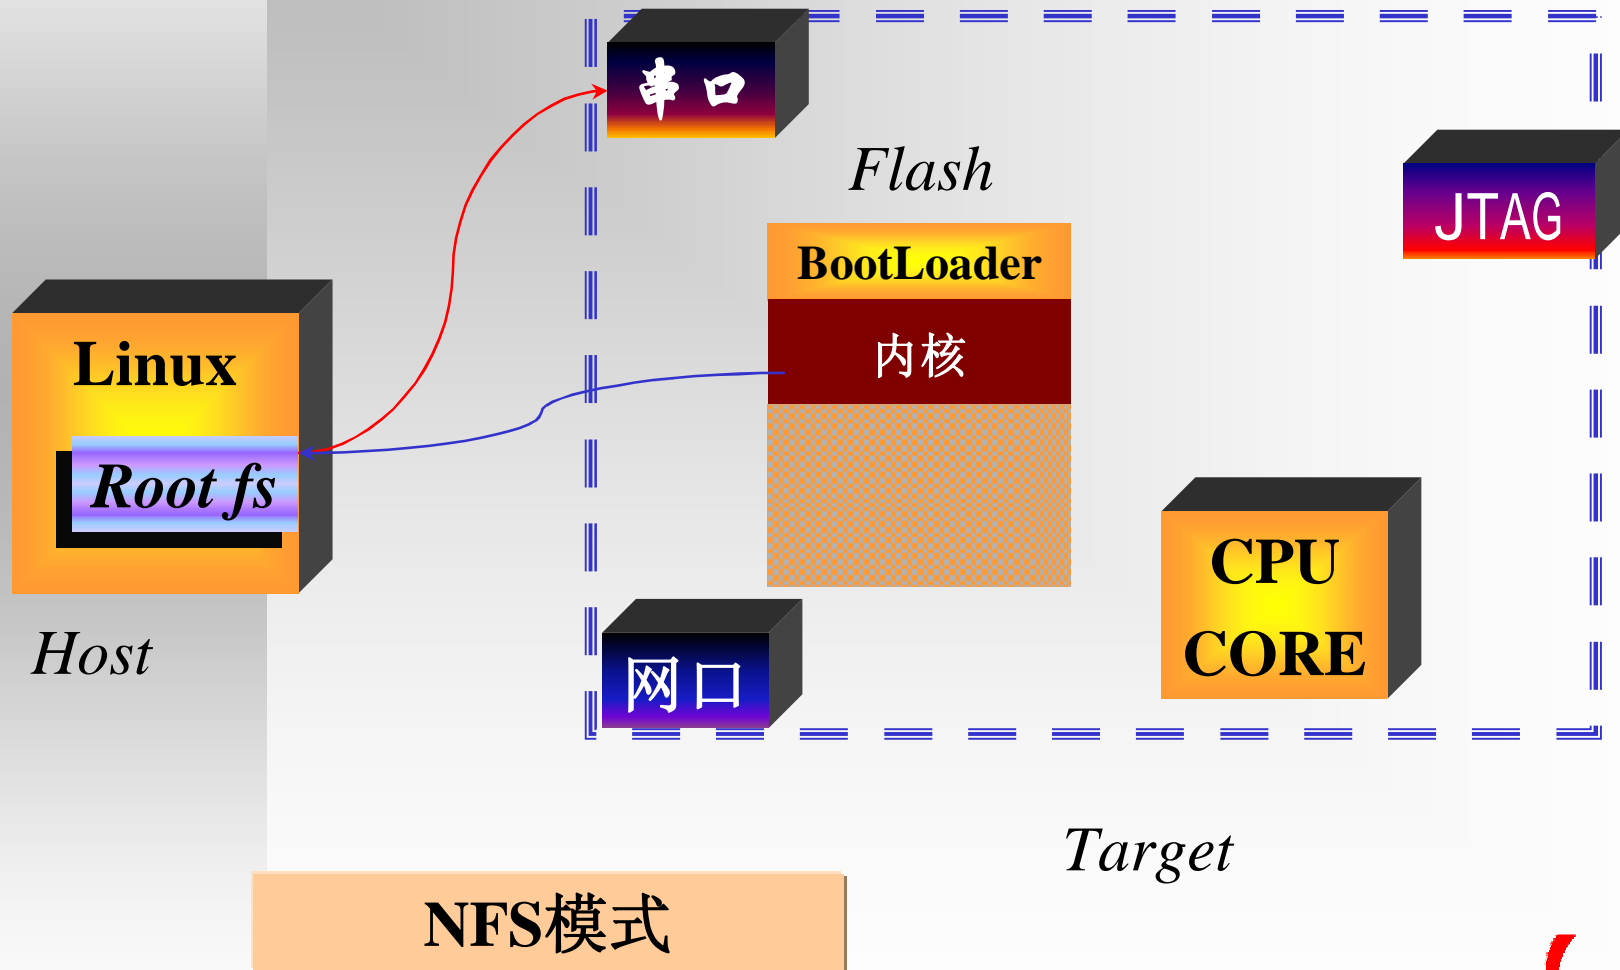 串口
Flash
JTAG
BootLoader
Linux
内核
Root fs
CPU
CORE
Host
网口
Target
NFS模式